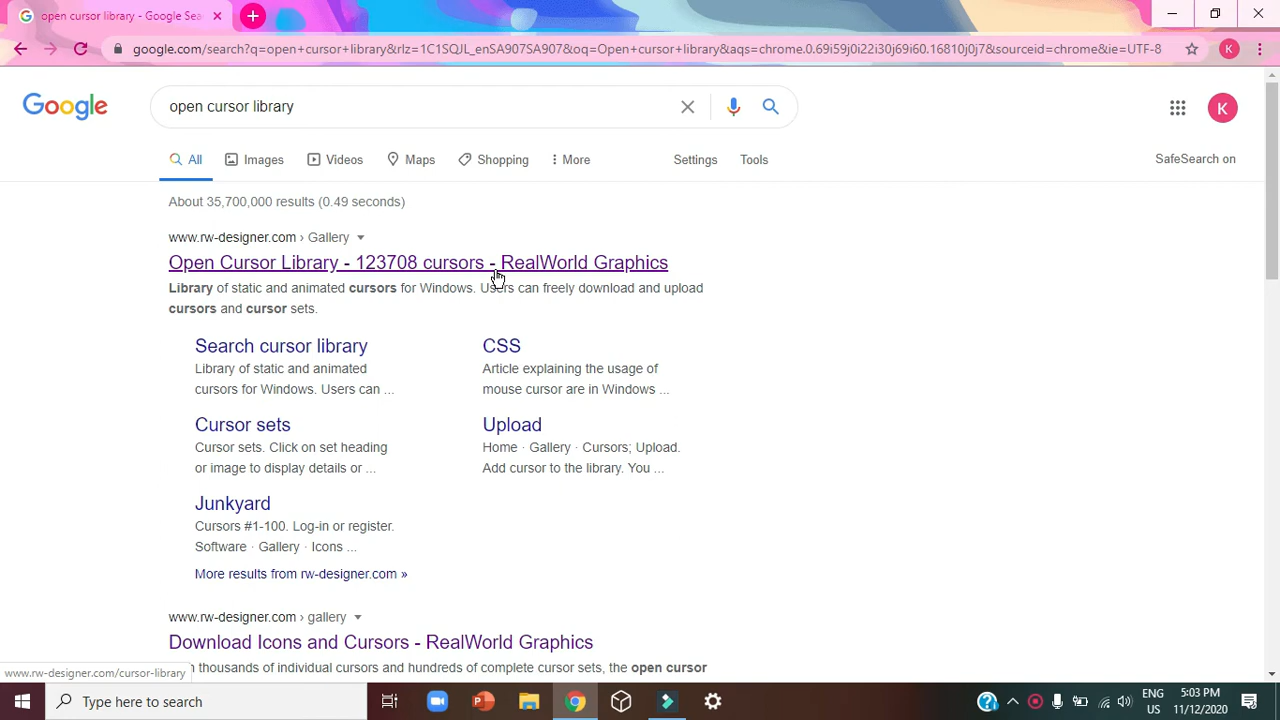 open cursor library - Google Sea
google.com/search?q=open+cursor+library&rlz=1C1SQJL_enSA907SA907&oq=Open+cursor+library&aqs=chrome.0.69i59j0i22i30j69i60.16810j0j7&sourceid=chrome&ie=UTF-8
K
Google
open cursor library
K
All Images Videos Maps Shopping More Settings Tools
SafeSearch on
About 35,700,000 results (0.49 seconds)
www.rw-designer.com › Gallery
Open Cursor Library - 123708 cursors - RealWorld Graphics
Library of static and animated cursors for Windows. Users can freely download and upload
cursors and cursor sets.
Search cursor library
Library of static and animated
cursors for Windows. Users can ...
CSS
Article explaining the usage of
mouse cursor are in Windows ...
Cursor sets
Cursor sets. Click on set heading
or image to display details or ...
Upload
Home · Gallery · Cursors; Upload.
Add cursor to the library. You ...
Junkyard
Cursors #1-100. Log-in or register.
Software · Gallery · Icons ...
More results from rw-designer.com »
www.rw-designer.com › gallery
Download Icons and Cursors - RealWorld Graphics
thousands of individual cursors and hundreds of complete cursor sets, the open cursor
www.rw-designer.com/cursor-library
Type here to search
ENG
US
5:03 PM
11/12/2020